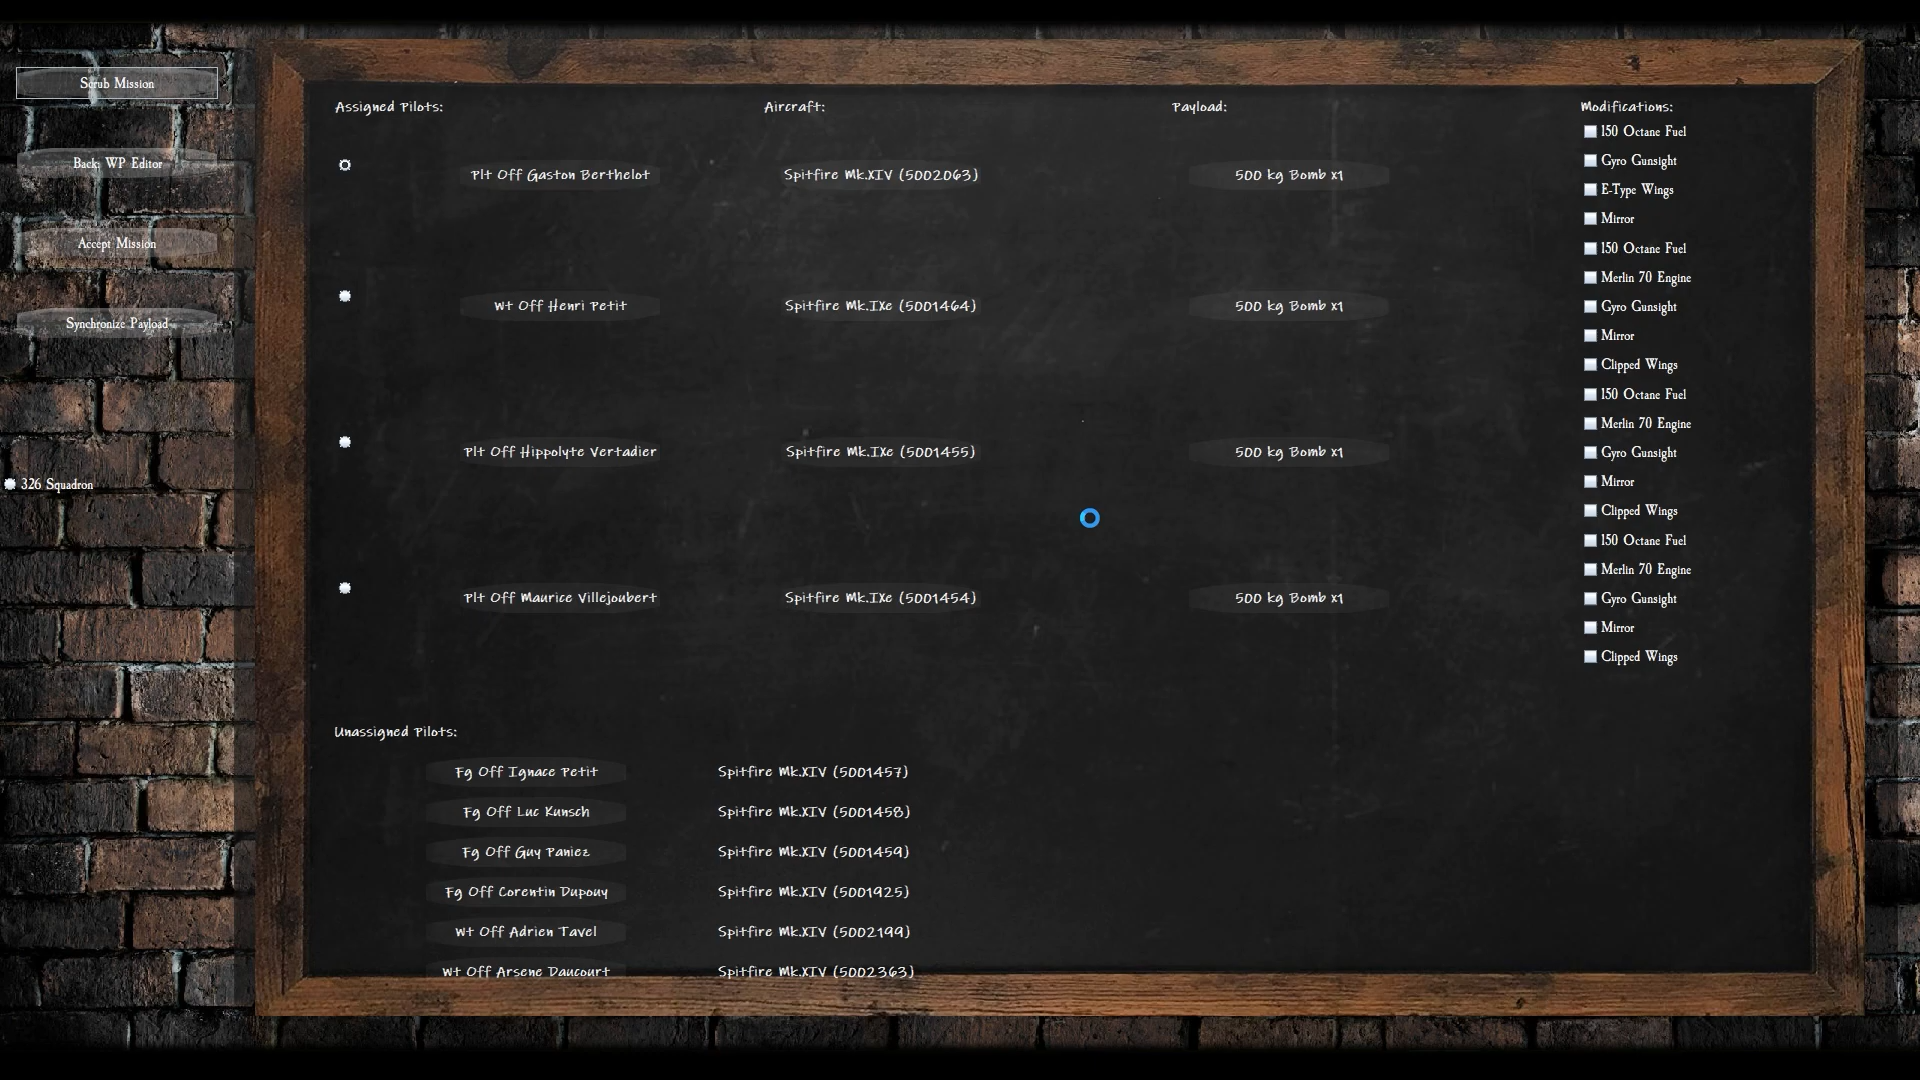 Scrub Mission
Back: WP Editor
Accept Mission
Synchronize Payload
326 Squadron
Assigned Pilots: Aircraft: Payload: Modifications:
Plt Off Gaston Berthelot Spitfire Mk.XIV (5002063) 500 kg Bomb x1
150 Octane Fuel
Gyro Gunsight
E-Type Wings
Mirror
Wt Off Henri Petit Spitfire Mk.IXe (5001464) 500 kg Bomb x1
150 Octane Fuel
Merlin 70 Engine
Gyro Gunsight
Mirror
Clipped Wings
Plt Off Hippolyte Vertadier Spitfire Mk.IXe (5001455) 500 kg Bomb x1
150 Octane Fuel
Merlin 70 Engine
Gyro Gunsight
Mirror
Clipped Wings
Plt Off Maurice Villejoubert Spitfire Mk.IXe (5001454) 500 kg Bomb x1
150 Octane Fuel
Merlin 70 Engine
Gyro Gunsight
Mirror
Clipped Wings
Unassigned Pilots:
Fg Off Ignace Petit Spitfire Mk.XIV (5001457)
Fg Off Luc Kunsch Spitfire Mk.XIV (5001458)
Fg Off Guy Paniez Spitfire Mk.XIV (5001459)
Fg Off Corentin Dupouy Spitfire Mk.XIV (5001925)
Wt Off Adrien Tavel Spitfire Mk.XIV (5002199)
Wt Off Arsene Daucourt Spitfire Mk.XIV (5002363)